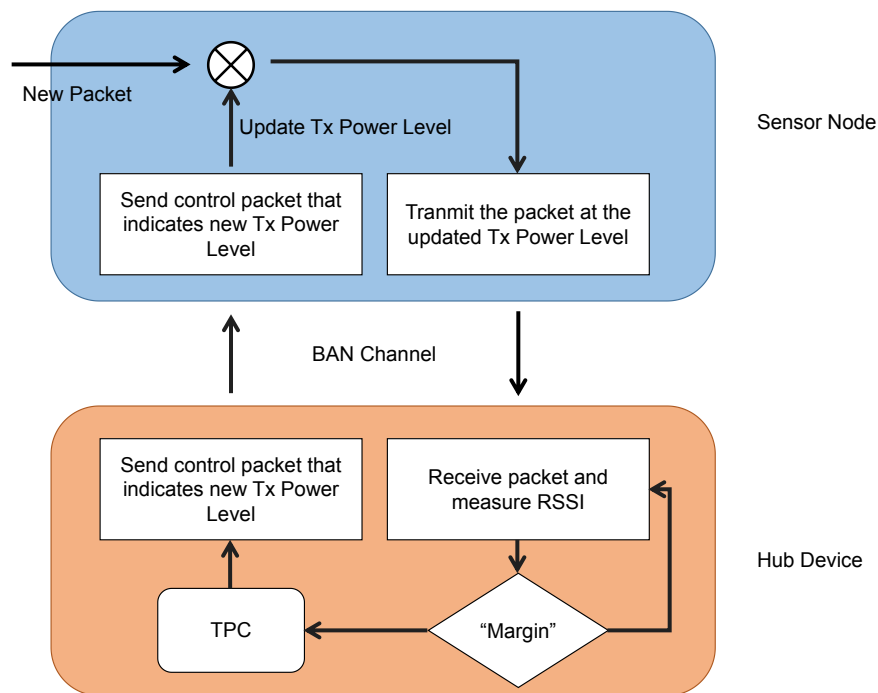 New Packet
Update Tx Power Level
Sensor Node
Send control packet that
indicates new Tx Power
Level
Tranmit the packet at the
updated Tx Power Level
BAN Channel
Send control packet that
indicates new Tx Power
Level
Receive packet and
measure RSSI
Hub Device
TPC
“Margin”